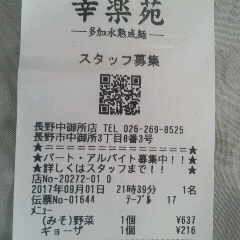 幸楽苑
ー多加水熟成麺ー
スタッフ募集
長野中御所店 TEL 026-269-8525
長野市中御所3丁目8番3号
★====================★
★パート・アルバイト募集中!!★
★詳しくはスタッフまで!!★
店No-20272-01 0
2017年09月01日 21時39分 1名
伝票No-01644 テーブル 17
メニュー
(みそ)野菜 1個 ¥637
ギョーザ 1個 ¥216